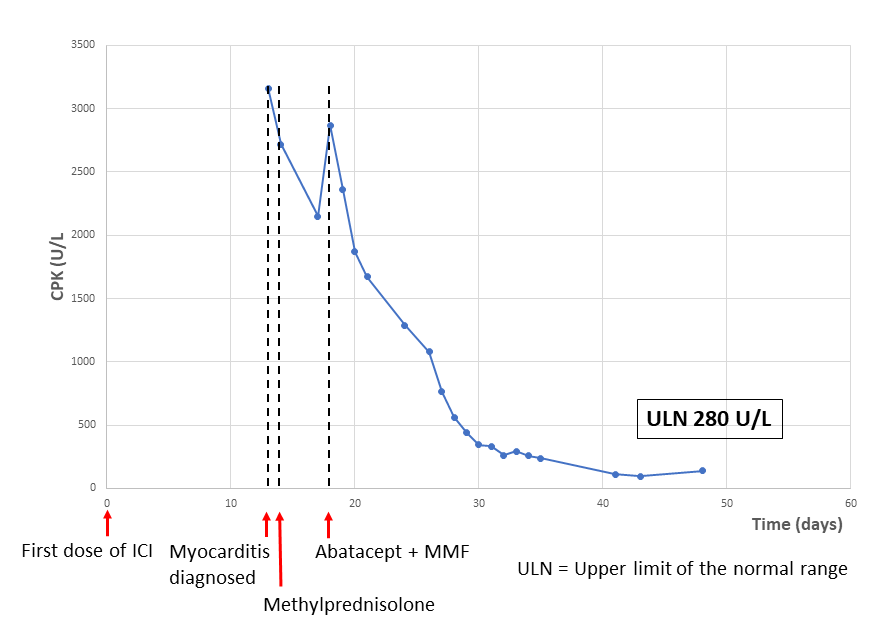 3500
3000
2500
2000
1500
1000
500
0
CPK (U/L
0 10 20 30 40 50 60
Time (days)
ULN 280 U/L
First dose of ICI
Myocarditis
diagnosed
Methylprednisolone
Abatacept + MMF
ULN = Upper limit of the normal range